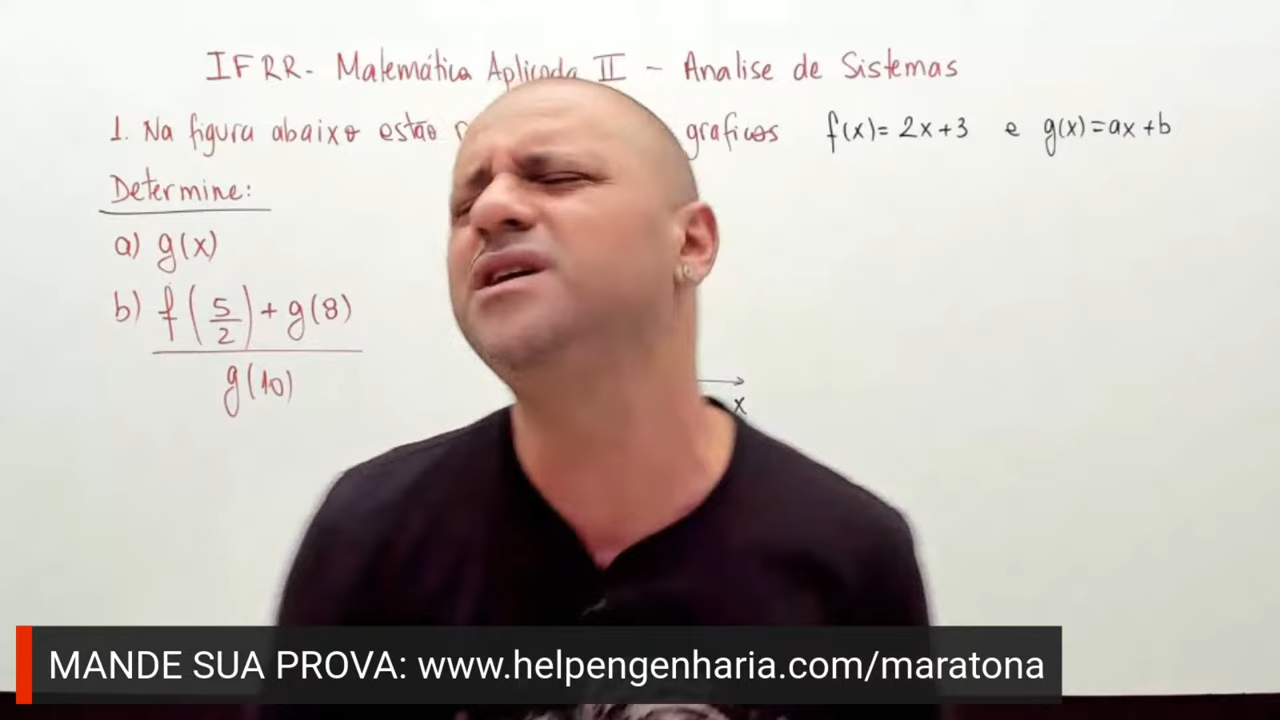 IFRR- Matemática Aplicada II - Analise de Sistemas
1. Na figura abaixo estão graficos f(x)= 2x+3 e g(x)=ax+b
Determine:
a) g(x)
b) f(5/2)+g(8)
g(10)
x
MANDE SUA PROVA: www.helpengenharia.com/maratona